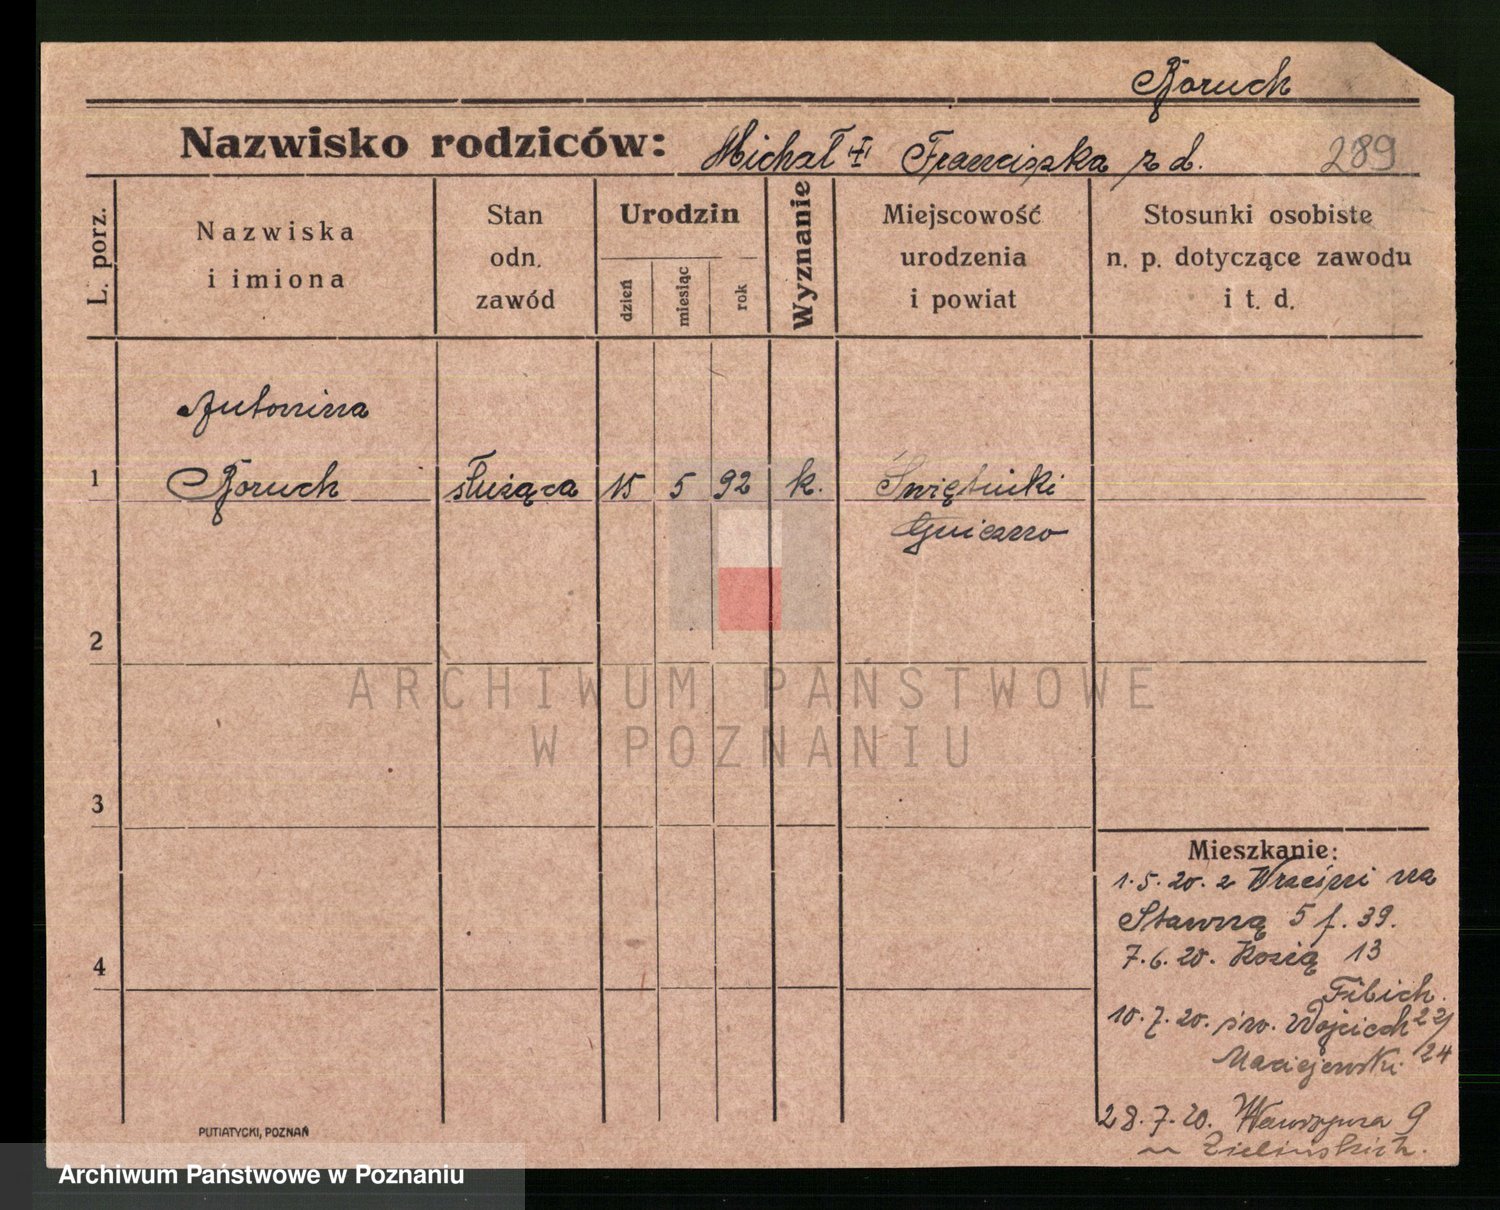 Boruch
Nazwisko rodziców: Michał † Franciszka z d. 289
L. porz.
Nazwiska
i imiona
Stan
odn.
zawód
Urodzin
dzień
miesiąc
rok
Wyznanie
Miejscowość
urodzenia
i powiat
Stosunki osobiste
n. p. dotyczące zawodu
i t. d.
Antonina
1 Boruch służąca 15 5 92 k. Świętniki
Gniezno
2
ARCHIWUM PAŃSTWOWE
W POZNANIU
3
Mieszkanie:
1.5.20. z Wrześni na
Stawną 5 f. 39.
4
7.6.20. Kozią 13
Fibich.
10.7.20. św. Wojciech 22/
Maciejewski 24
28.7.20. Wawrzyna 9
Zielińskich.
PUTIATYCKI, POZNAŃ
Archiwum Państwowe w Poznaniu